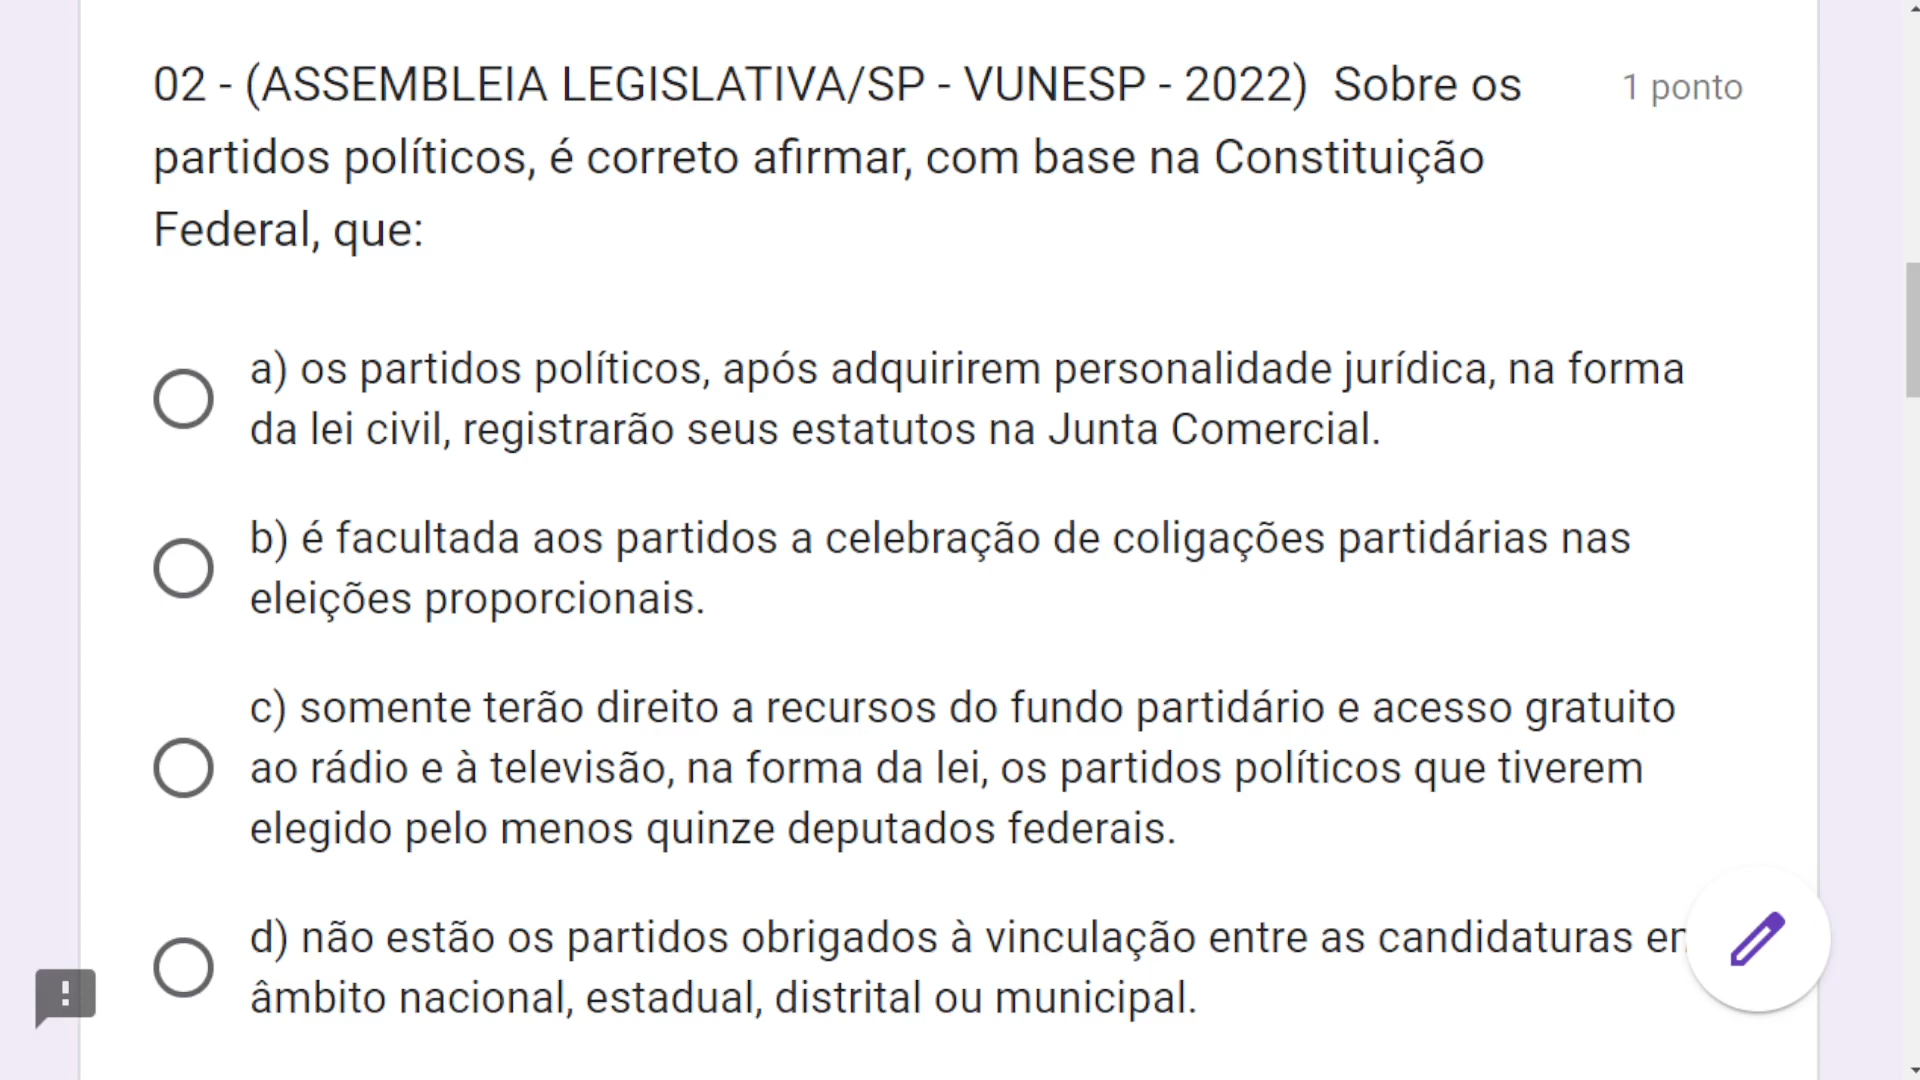 02 - (ASSEMBLEIA LEGISLATIVA/SP - VUNESP - 2022)  Sobre os
1 ponto
partidos políticos, é correto afirmar, com base na Constituição
Federal, que:
a) os partidos políticos, após adquirirem personalidade jurídica, na forma
da lei civil, registrarão seus estatutos na Junta Comercial.
b) é facultada aos partidos a celebração de coligações partidárias nas
eleições proporcionais.
c) somente terão direito a recursos do fundo partidário e acesso gratuito
ao rádio e à televisão, na forma da lei, os partidos políticos que tiverem
elegido pelo menos quinze deputados federais.
d) não estão os partidos obrigados à vinculação entre as candidaturas
âmbito nacional, estadual, distrital ou municipal.